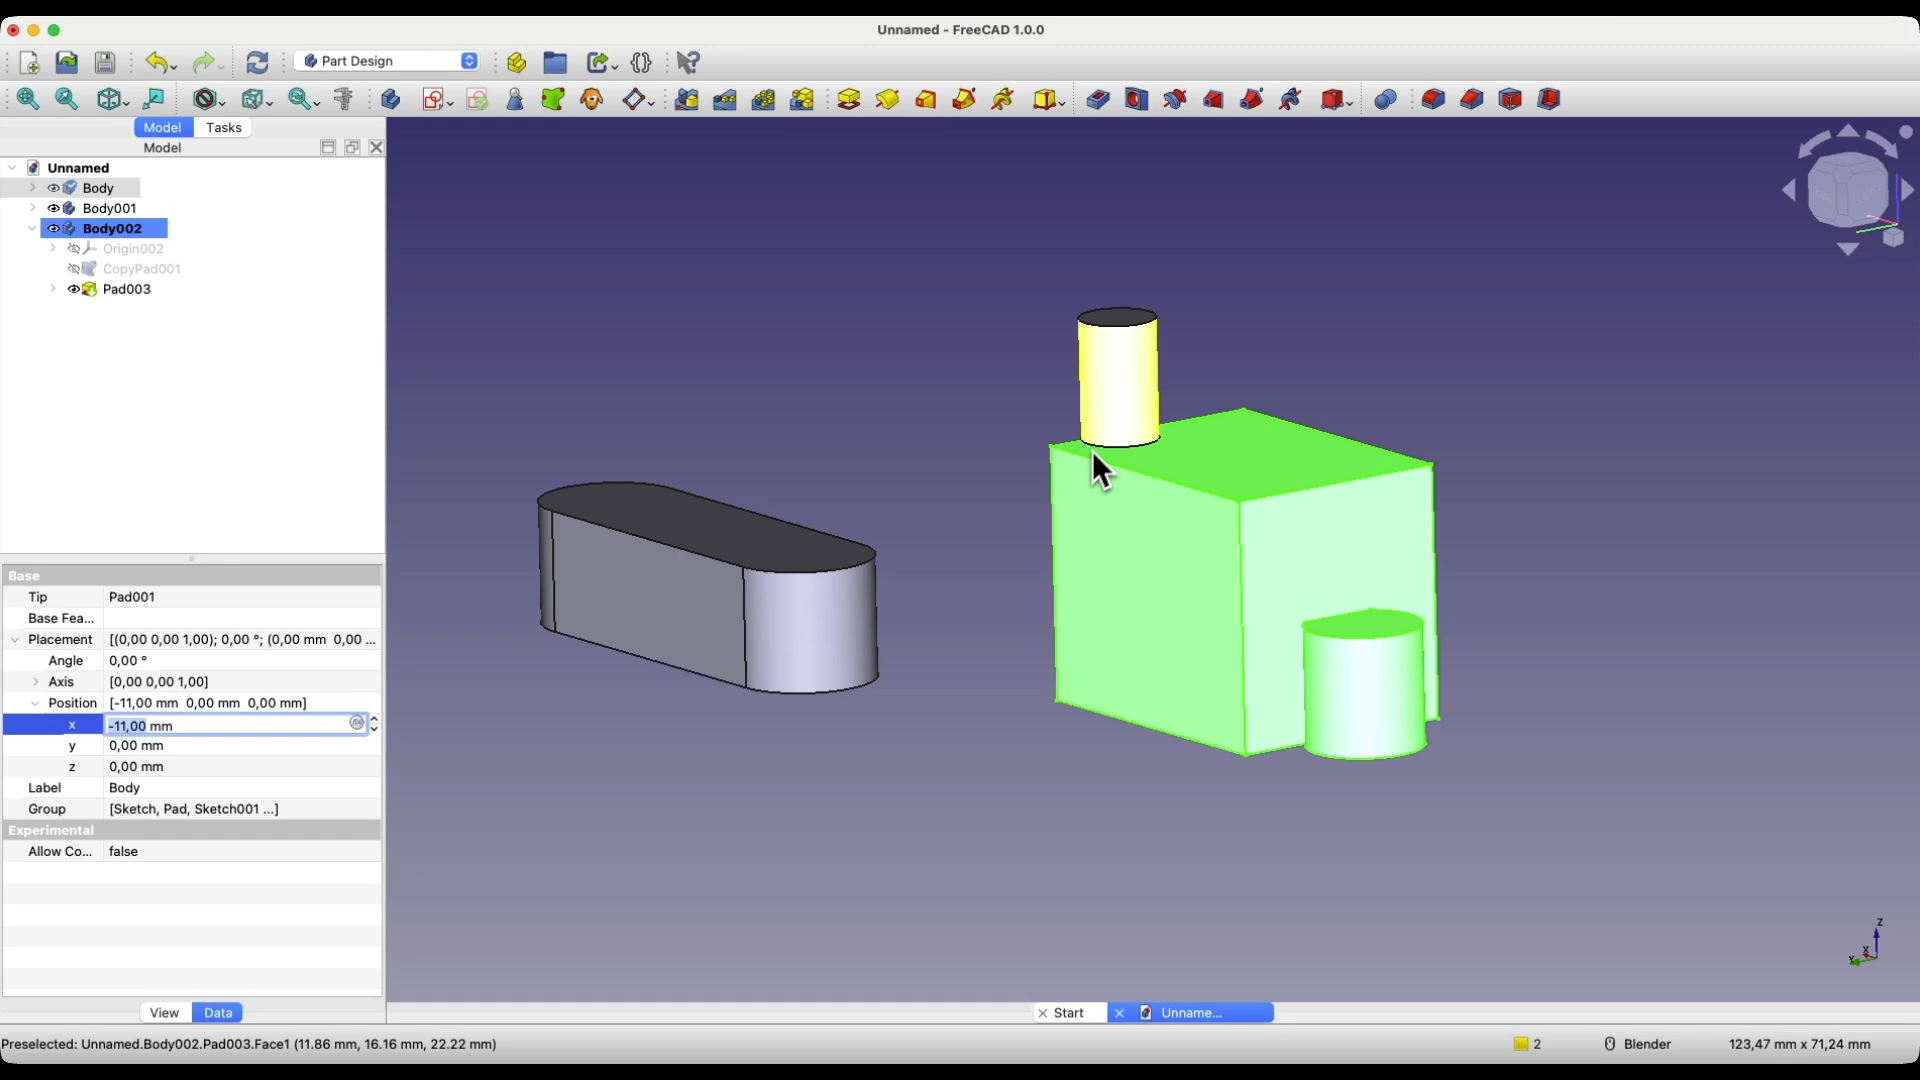 Unnamed - FreeCAD 1.0.0
Part Design
Model
Tasks
Model
Unnamed
Body
Body001
Body002
Origin002
CopyPad001
Pad003
Base
Tip Pad001
Base Fea...
Placement [(0,00 0,00 1,00); 0,00 °; (0,00 mm 0,00 ...
Angle 0,00 °
Axis [0,00 0,00 1,00]
Position [-11,00 mm 0,00 mm 0,00 mm]
x -11,00 mm
y 0,00 mm
z 0,00 mm
Label Body
Group [Sketch, Pad, Sketch001 ...]
Experimental
Allow Co... false
Z
X
Y
View
Data
Start
Unname...
Preselected: Unnamed.Body002.Pad003.Face1 (11.86 mm, 16.16 mm, 22.22 mm)
2
Blender
123,47 mm x 71,24 mm